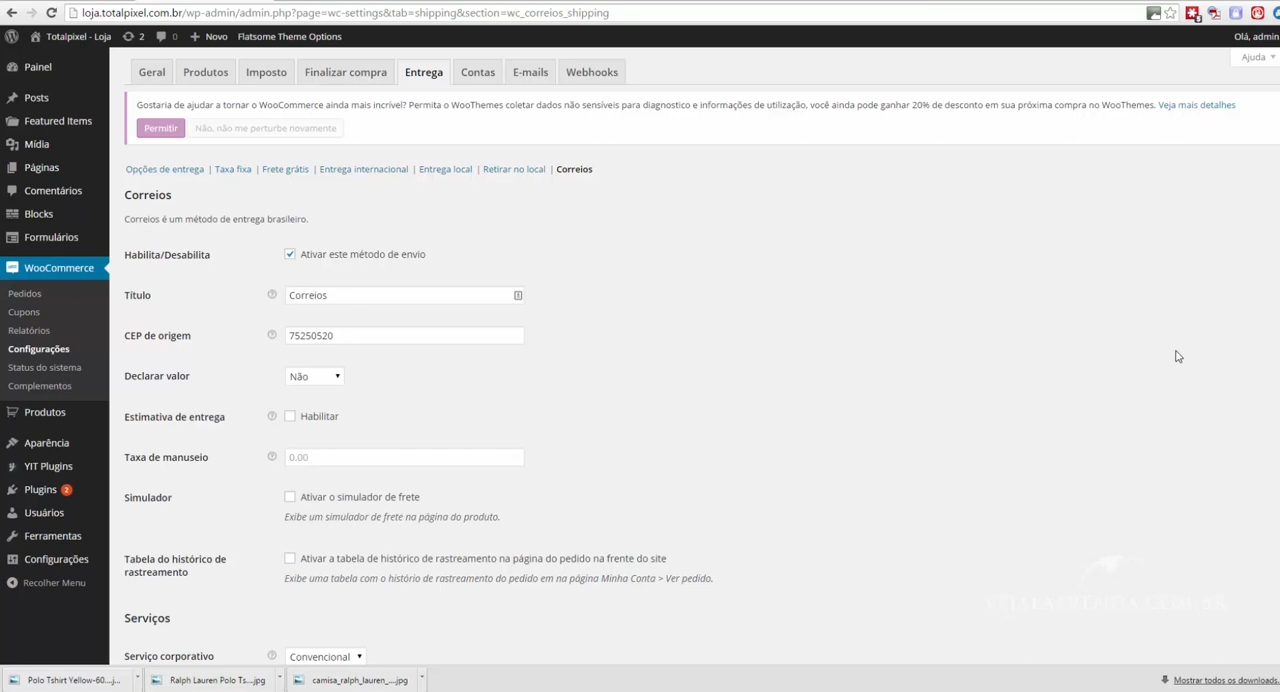 loja.totalpixel.com.br/wp-admin/admin.php?page=wc-settings&tab=shipping&section=wc_correios_shipping
Totalpixel - Loja 2 0 Novo Flatsome Theme Options Olá, admin
Ajuda
Painel
Posts
Featured Items
Mídia
Páginas
Comentários
Blocks
Formulários
WooCommerce
Pedidos
Cupons
Relatórios
Configurações
Status do sistema
Complementos
Produtos
Aparência
YIT Plugins
Plugins 2
Usuários
Ferramentas
Configurações
Recolher Menu
Geral Produtos Imposto Finalizar compra Entrega Contas E-mails Webhooks
Gostaria de ajudar a tornar o WooCommerce ainda mais incrível? Permita o WooThemes coletar dados não sensíveis para diagnostico e informações de utilização, você ainda pode ganhar 20% de desconto em sua próxima compra no WooThemes. Veja mais detalhes
Permitir Não, não me perturbe novamente
Opções de entrega | Taxa fixa | Frete grátis | Entrega internacional | Entrega local | Retirar no local | Correios
Correios
Correios é um método de entrega brasileiro.
Habilita/Desabilita Ativar este método de envio
Título Correios
CEP de origem 75250520
Declarar valor Não
Estimativa de entrega Habilitar
Taxa de manuseio 0.00
Simulador Ativar o simulador de frete
Exibe um simulador de frete na página do produto.
Tabela do histórico de Ativar a tabela de histórico de rastreamento na página do pedido na frente do site
rastreamento
Exibe uma tabela com o histório de rastreamento do pedido em na página Minha Conta > Ver pedido.
Serviços
Serviço corporativo Convencional
Polo Tshirt Yellow-60....jpg Ralph Lauren Polo Ts....jpg camisa_ralph_lauren_....jpg Mostrar todos os downloads.